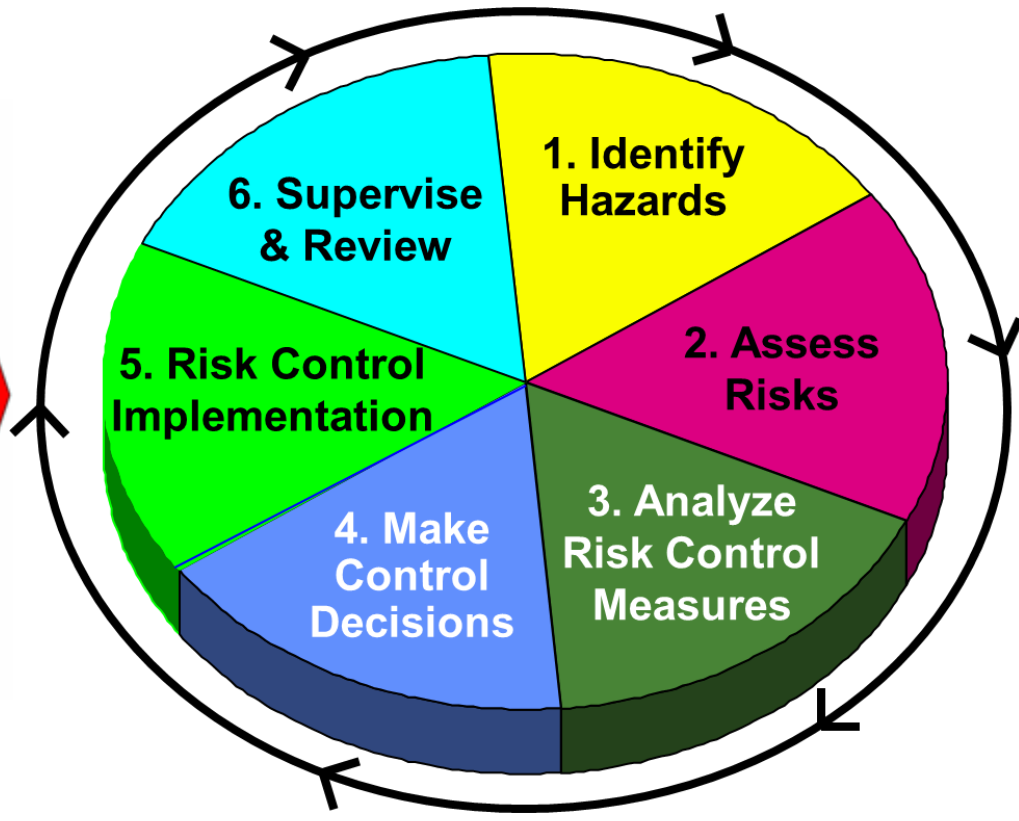 1. Identify
Hazards
2. Assess
Risks
3. Analyze
Risk Control
Measures
4. Make
Control
Decisions
5. Risk Control
Implementation
6. Supervise
& Review